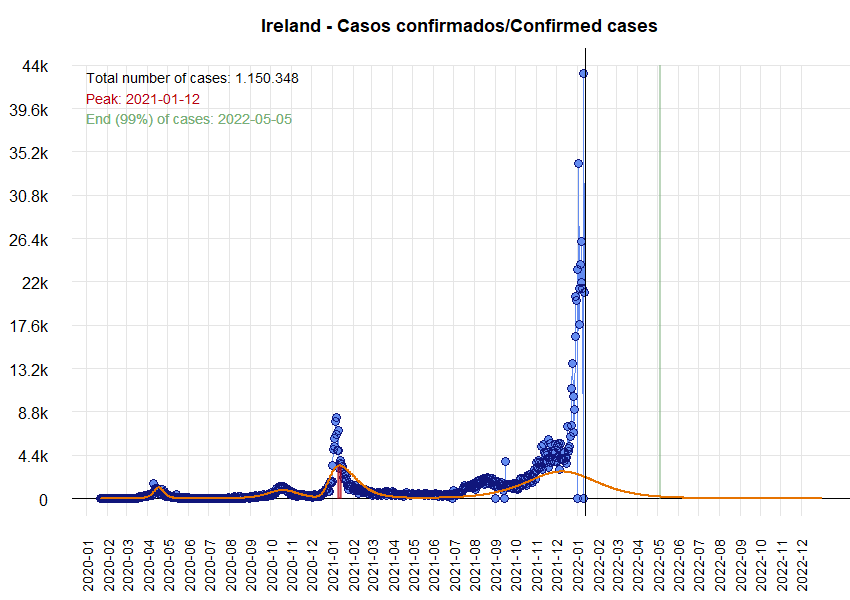 Ireland - Casos confirmados/Confirmed cases
Total number of cases: 1.150.348
Peak: 2021-01-12
End (99%) of cases: 2022-05-05
44k
39.6k
35.2k
30.8k
26.4k
22k
17.6k
13.2k
8.8k
4.4k
0
2020-01
2020-02
2020-03
2020-04
2020-05
2020-06
2020-07
2020-08
2020-09
2020-10
2020-11
2020-12
2021-01
2021-02
2021-03
2021-04
2021-05
2021-06
2021-07
2021-08
2021-09
2021-10
2021-11
2021-12
2022-01
2022-02
2022-03
2022-04
2022-05
2022-06
2022-07
2022-08
2022-09
2022-10
2022-11
2022-12